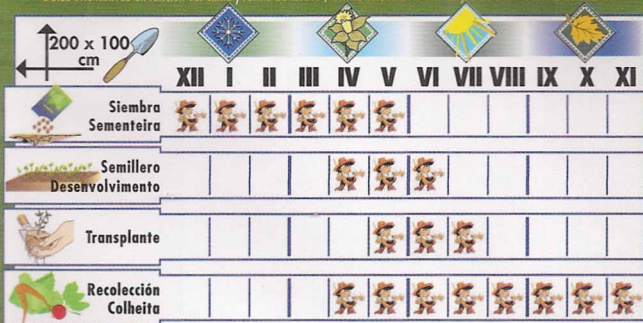 200 x 100
cm
XII I II III IV V VI VII VIII IX X XI
Siembra
Sementeira
Semillero
Desenvolvimento
Transplante
Recolección
Colheita